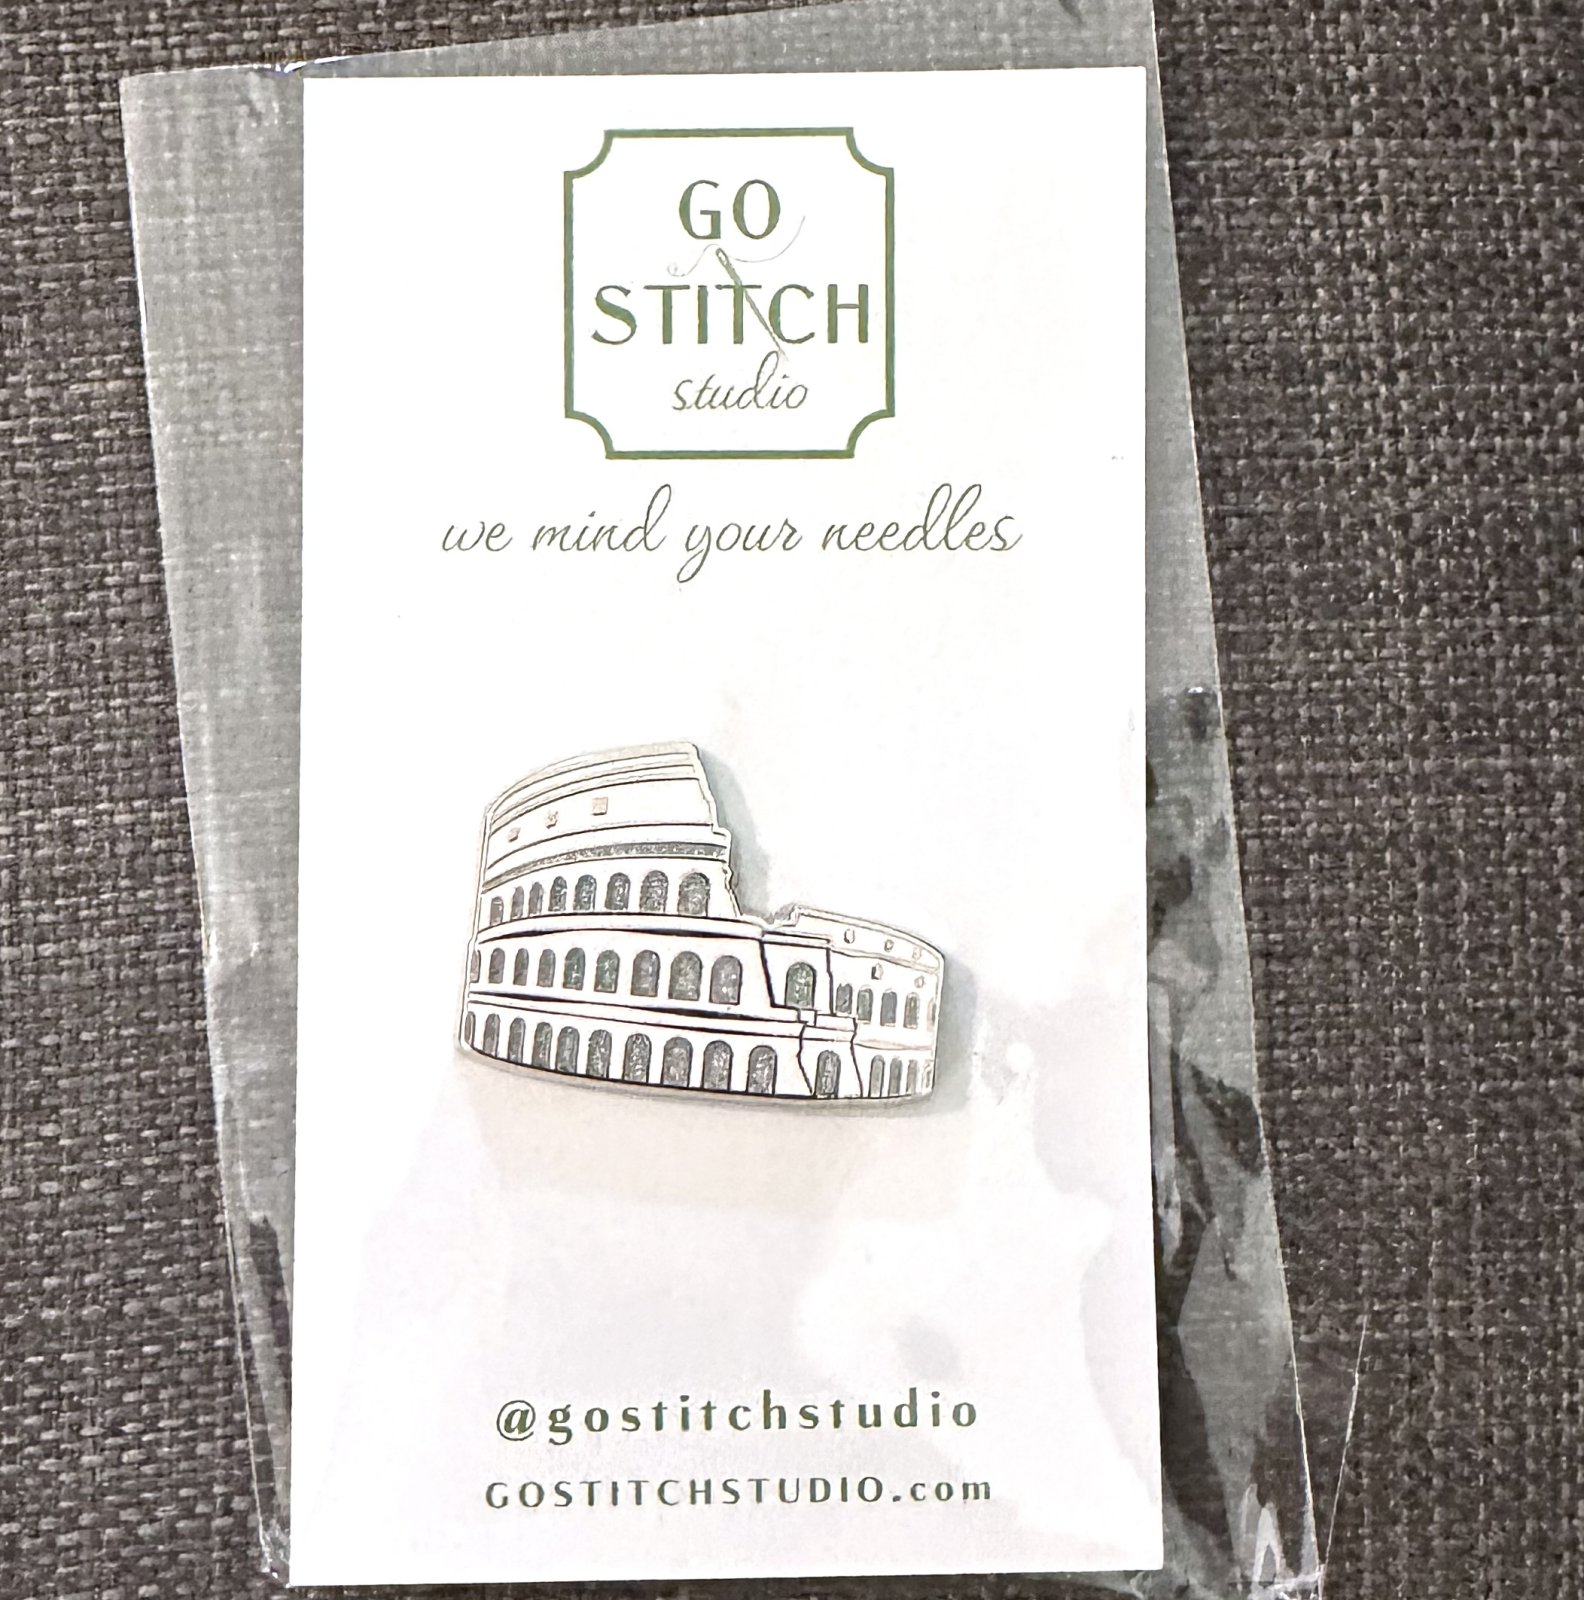 GO
STITCH
studio
we mind your needles
@gostitchstudio
GOSTITCHSTUDIO.com